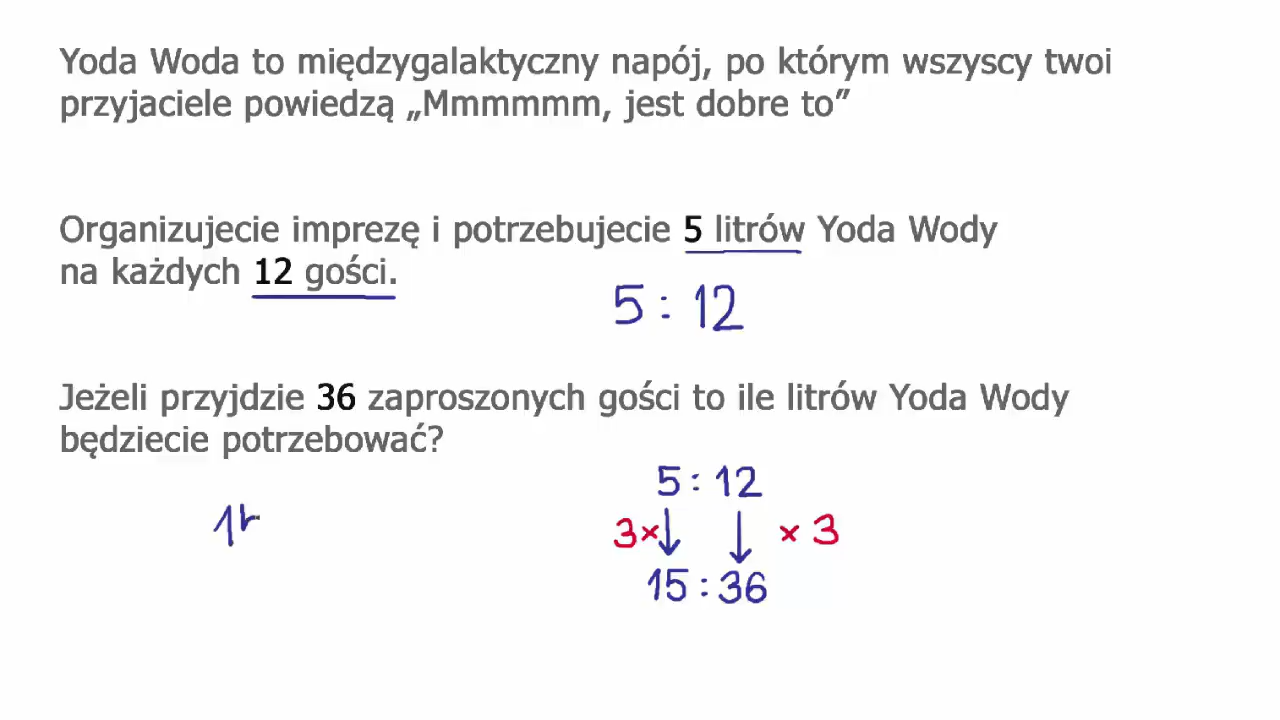 Yoda Woda to międzygalaktyczny napój, po którym wszyscy twoi
przyjaciele powiedzą „Mmmmmm, jest dobre to”
Organizujecie imprezę i potrzebujecie 5 litrów Yoda Wody
na każdych 12 gości.
5 : 12
Jeżeli przyjdzie 36 zaproszonych gości to ile litrów Yoda Wody
będziecie potrzebować?
5 : 12
3× × 3
15 : 36